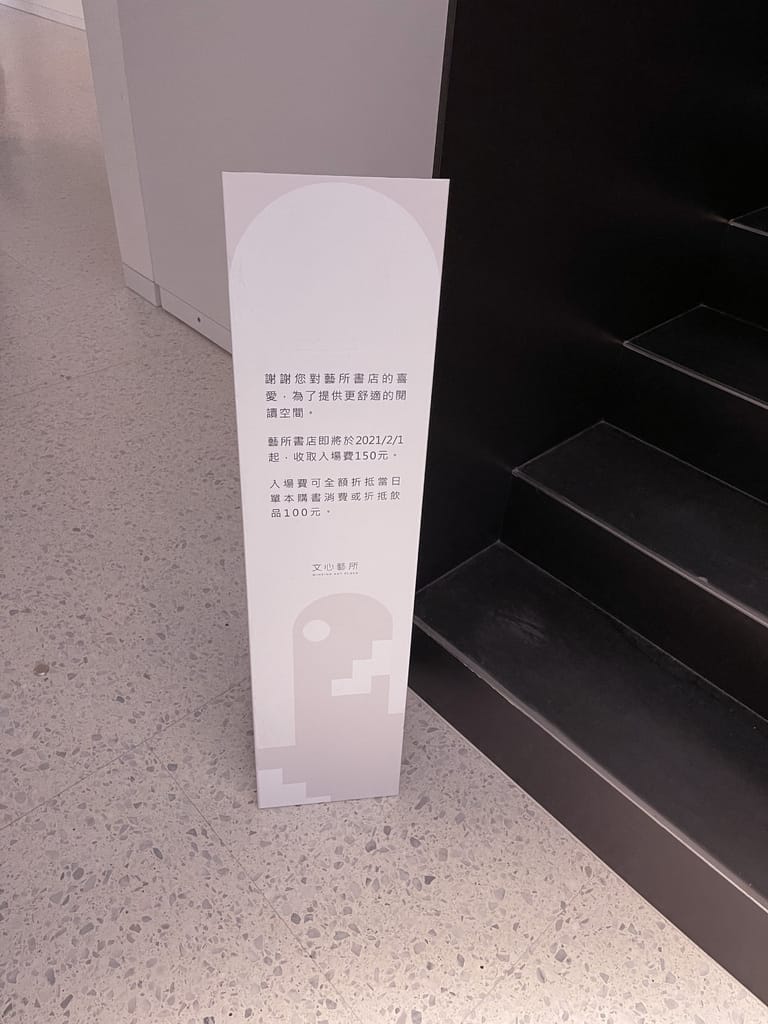 謝謝您對藝所書店的喜
愛，為了提供更舒適的閱
讀空間。
藝所書店即將於2021/2/1
起，收取入場費150元。
入場費可全額折抵當日
單本購書消費或折抵飲
品100元。
文心藝所
WINSING ART PLACE